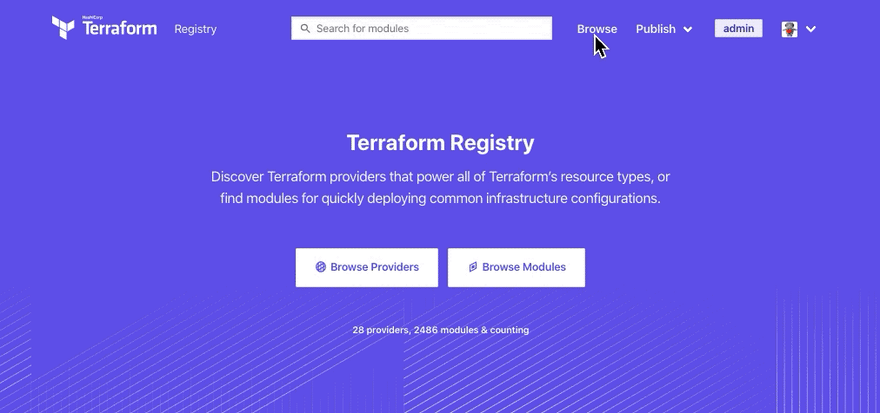 HashiCorp
Terraform
Registry
Search for modules
Browse
Publish
admin
Terraform Registry
Discover Terraform providers that power all of Terraform’s resource types, or
find modules for quickly deploying common infrastructure configurations.
Browse Providers
Browse Modules
28 providers, 2486 modules & counting